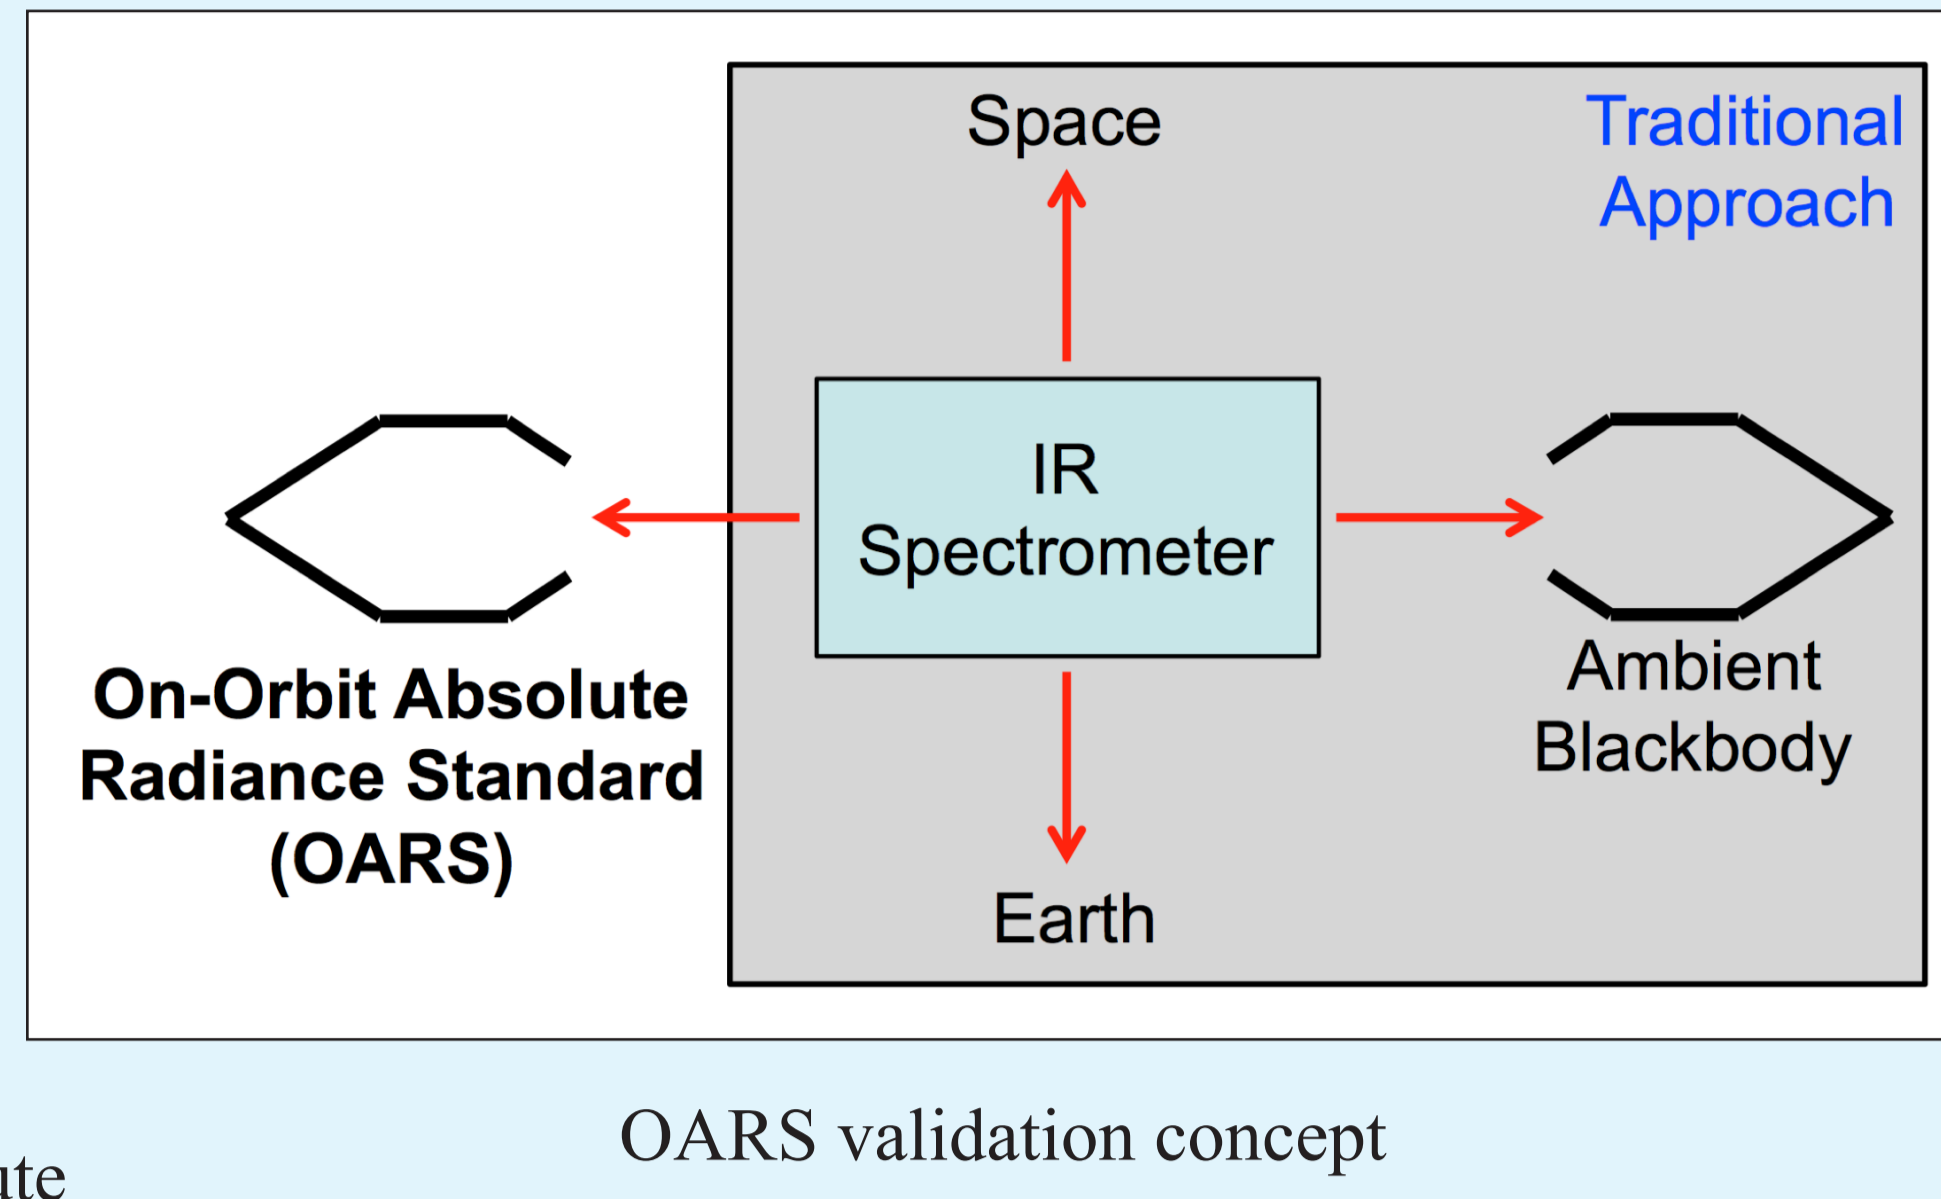 Space
Traditional
Approach
IR
Spectrometer
On-Orbit Absolute
Radiance Standard
(OARS)
Ambient
Blackbody
Earth
OARS validation concept